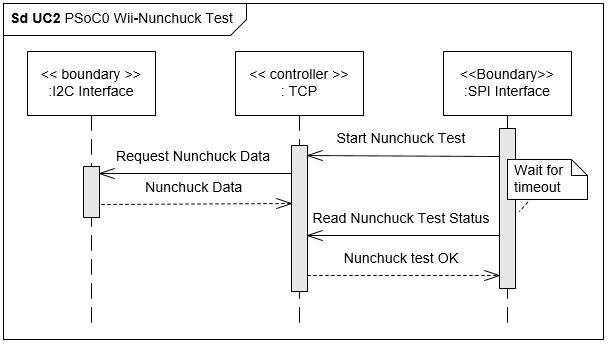 Sd UC2 PSoC0 Wii-Nunchuck Test
<< boundary >>
:I2C Interface
<< controller >>
: TCP
<<Boundary>>
:SPI Interface
Start Nunchuck Test
Request Nunchuck Data
Wait for
timeout
Nunchuck Data
Read Nunchuck Test Status
Nunchuck test OK